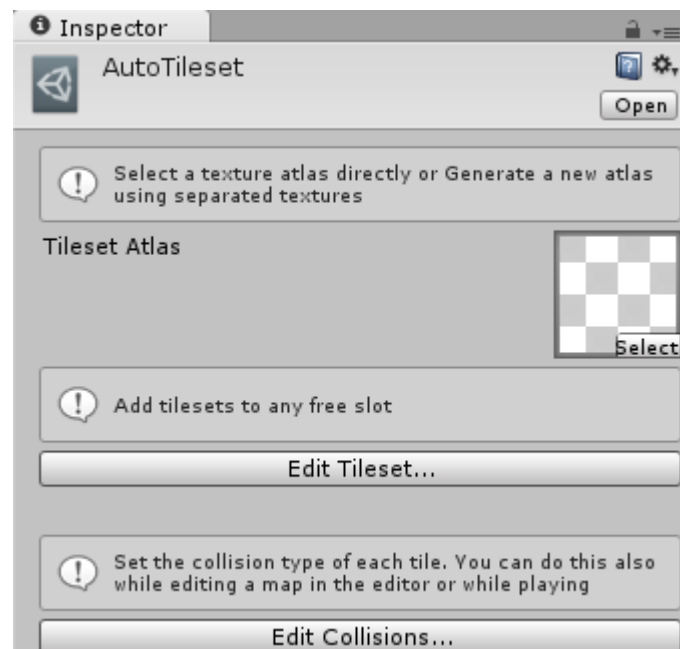 Inspector
AutoTileset
Open
Select a texture atlas directly or Generate a new atlas
using separated textures
Tileset Atlas
Select
Add tilesets to any free slot
Edit Tileset...
Set the collision type of each tile. You can do this also
while editing a map in the editor or while playing
Edit Collisions...